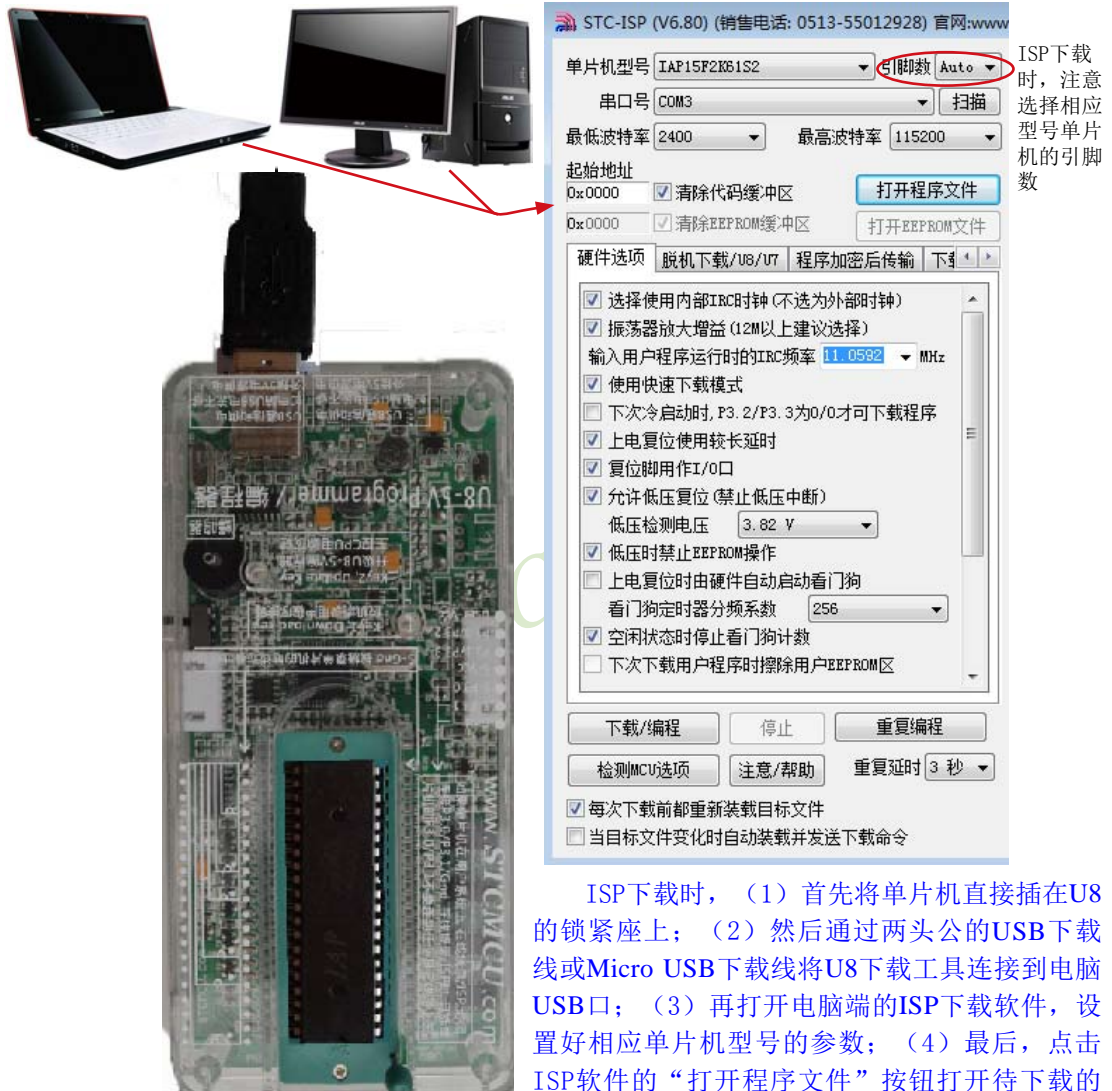 STC-ISP (V6.80) (销售电话: 0513-55012928) 官网:www
单片机型号 IAP15F2K61S2 引脚数 Auto
串口号 COM3 扫描
最低波特率 2400 最高波特率 115200
起始地址
0x0000 清除代码缓冲区 打开程序文件
0x0000 清除EEPROM缓冲区 打开EEPROM文件
硬件选项 脱机下载/U8/U7 程序加密后传输
选择使用内部IRC时钟(不选为外部时钟)
振荡器放大增益(12M以上建议选择)
输入用户程序运行时的IRC频率 11.0592 MHz
使用快速下载模式
下次冷启动时,P3.2/P3.3为0/0才可下载程序
上电复位使用较长延时
复位脚用作I/O口
允许低压复位(禁止低压中断)
低压检测电压 3.82 V
低压时禁止EEPROM操作
上电复位时由硬件自动启动看门狗
看门狗定时器分频系数 256
空闲状态时停止看门狗计数
下次下载用户程序时擦除用户EEPROM区
下载/编程 停止 重复编程
检测MCU选项 注意/帮助 重复延时 3 秒
每次下载前都重新装载目标文件
当目标文件变化时自动装载并发送下载命令
ISP下载
时，注意
选择相应
型号单片
机的引脚
数
U8-5V Programmer/编程器
www.STCMCU.com
ISP下载时，（1）首先将单片机直接插在U8
的锁紧座上；（2）然后通过两头公的USB下载
线或Micro USB下载线将U8下载工具连接到电脑
USB口；（3）再打开电脑端的ISP下载软件，设
置好相应单片机型号的参数；（4）最后，点击
ISP软件的“打开程序文件”按钮打开待下载的